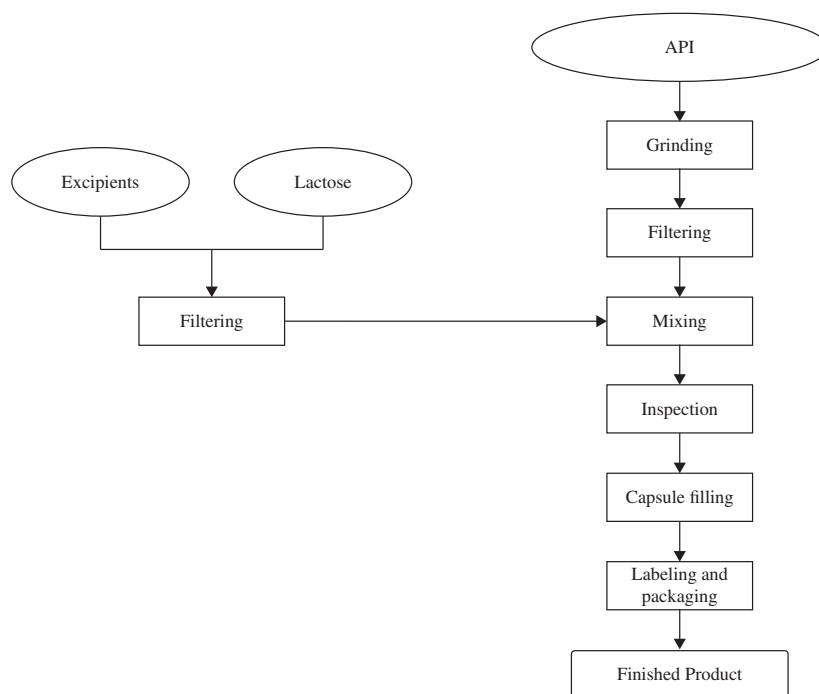 API
Grinding
Excipients
Lactose
Filtering
Filtering
Mixing
Inspection
Capsule filling
Labeling and
packaging
Finished Product